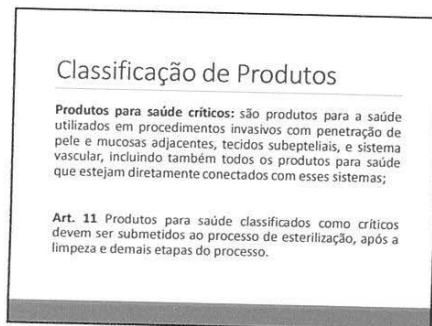 Classificação de Produtos
Produtos para saúde críticos: são produtos para a saúde
utilizados em procedimentos invasivos com penetração de
pele e mucosas adjacentes, tecidos subepteliais, e sistema
vascular, incluindo também todos os produtos para saúde
que estejam diretamente conectados com esses sistemas;
Art. 11 Produtos para saúde classificados como críticos
devem ser submetidos ao processo de esterilização, após a
limpeza e demais etapas do processo.